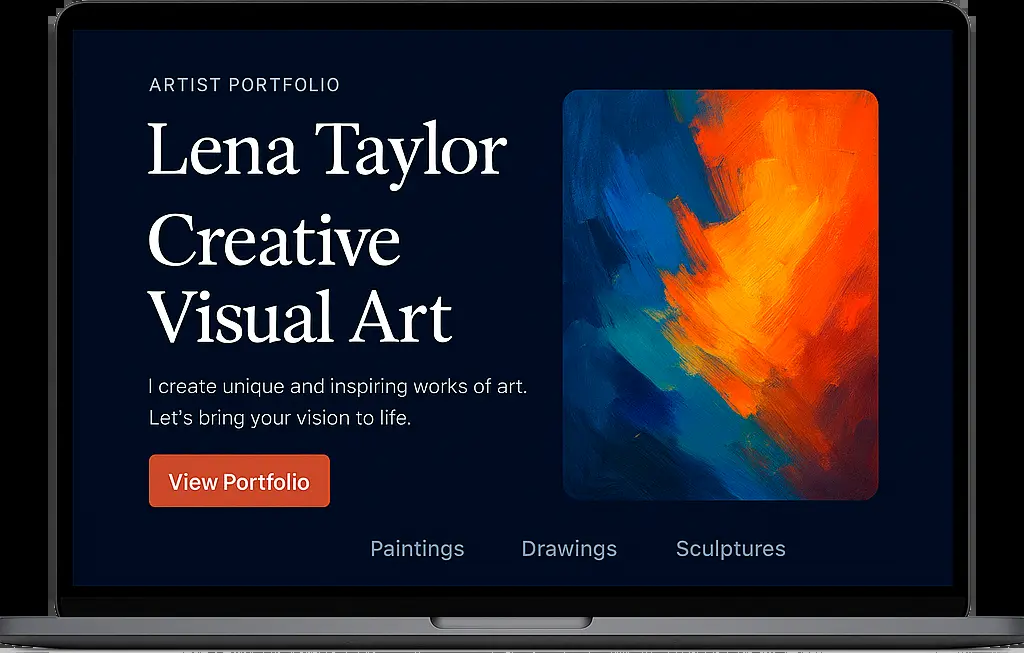 ARTIST PORTFOLIO
Lena Taylor
Creative
Visual Art
I create unique and inspiring works of art.
Let's bring your vision to life.
View Portfolio
Paintings
Drawings
Sculptures